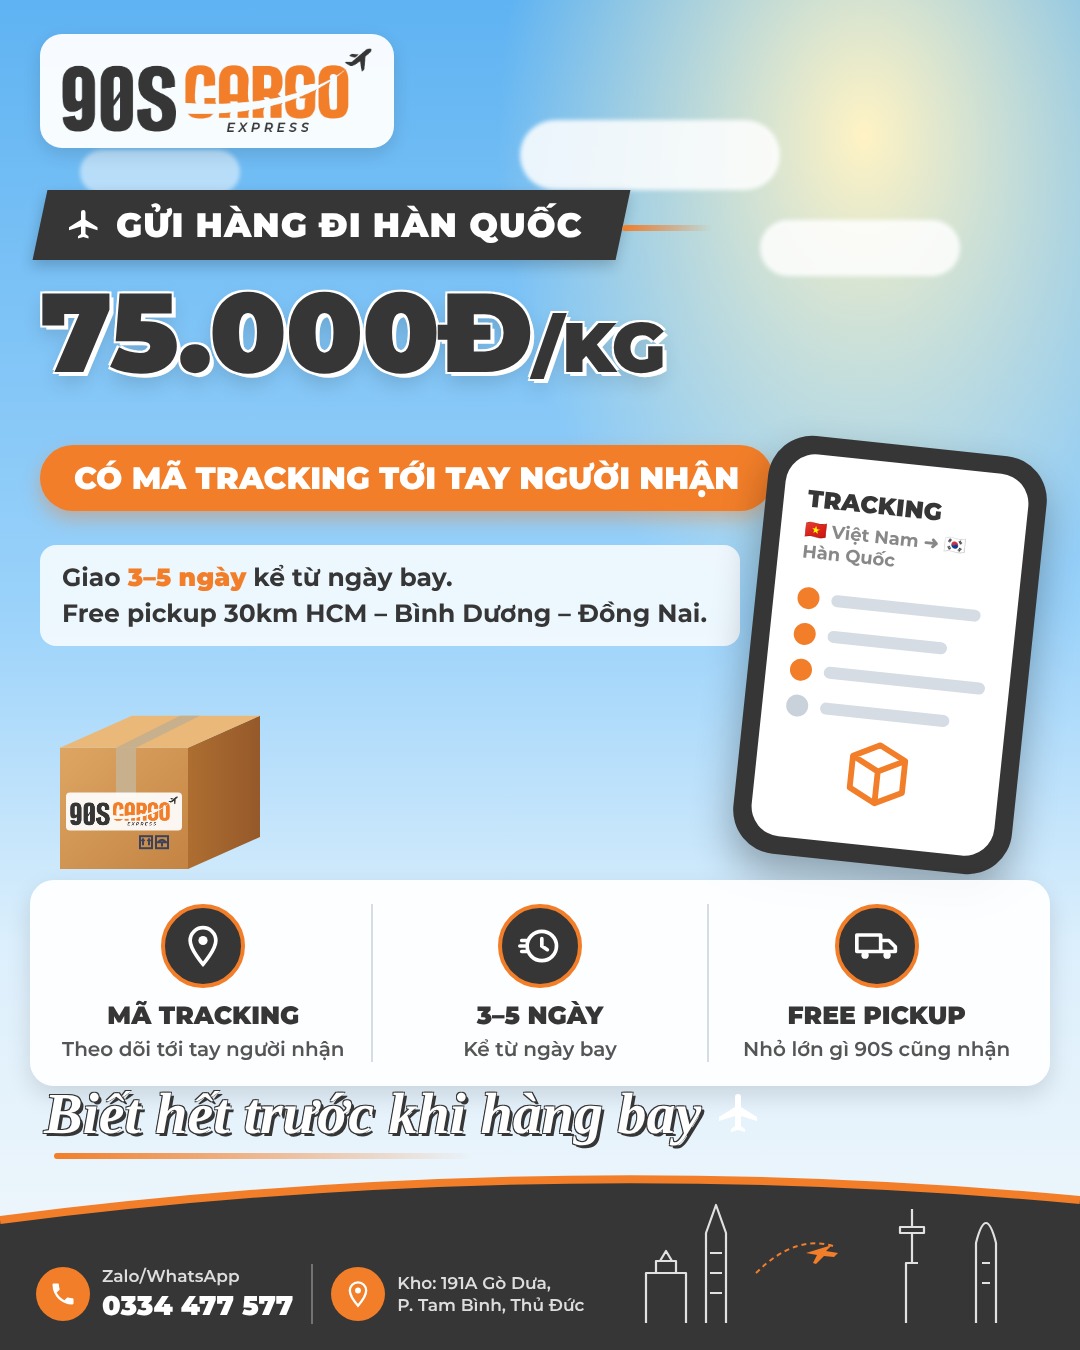 90S CARGO
EXPRESS
GỬI HÀNG ĐI HÀN QUỐC
75.000Đ/KG
CÓ MÃ TRACKING TỚI TAY NGƯỜI NHẬN
Giao 3–5 ngày kể từ ngày bay.
Free pickup 30km HCM – Bình Dương – Đồng Nai.
TRACKING
🇻🇳 Việt Nam ➜ 🇰🇷
Hàn Quốc
90S CARGO
EXPRESS
MÃ TRACKING
Theo dõi tới tay người nhận
3–5 NGÀY
Kể từ ngày bay
FREE PICKUP
Nhỏ lớn gì 90S cũng nhận
Biết hết trước khi hàng bay
Zalo/WhatsApp
0334 477 577
Kho: 191A Gò Dưa,
P. Tam Bình, Thủ Đức